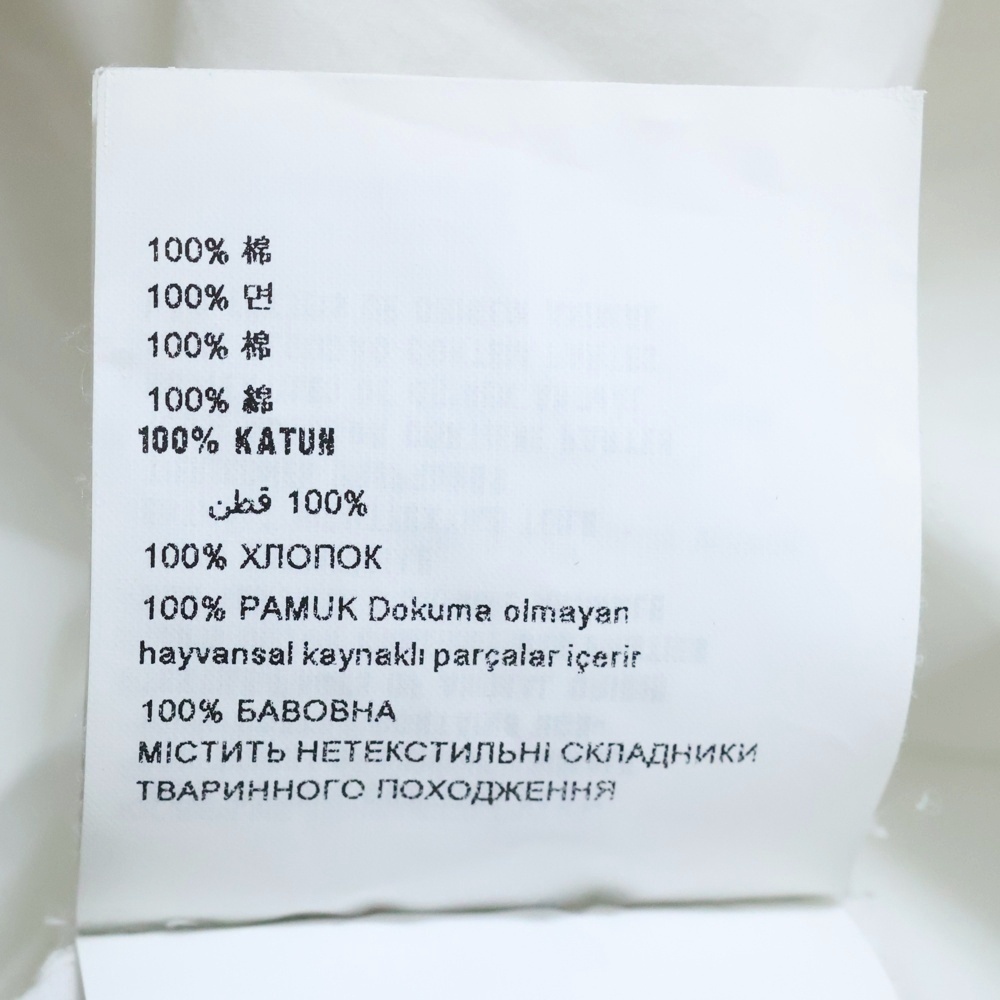 100% 棉
100% 면
100% 棉
100% 綿
100% KATUN
100% قطن
100% ХЛОПОК
100% PAMUK Dokuma olmayan
hayvansal kaynaklı parçalar içerir
100% БАВОВНА
МІСТИТЬ НЕТЕКСТИЛЬНІ СКЛАДНИКИ
ТВАРИННОГО ПОХОДЖЕННЯ